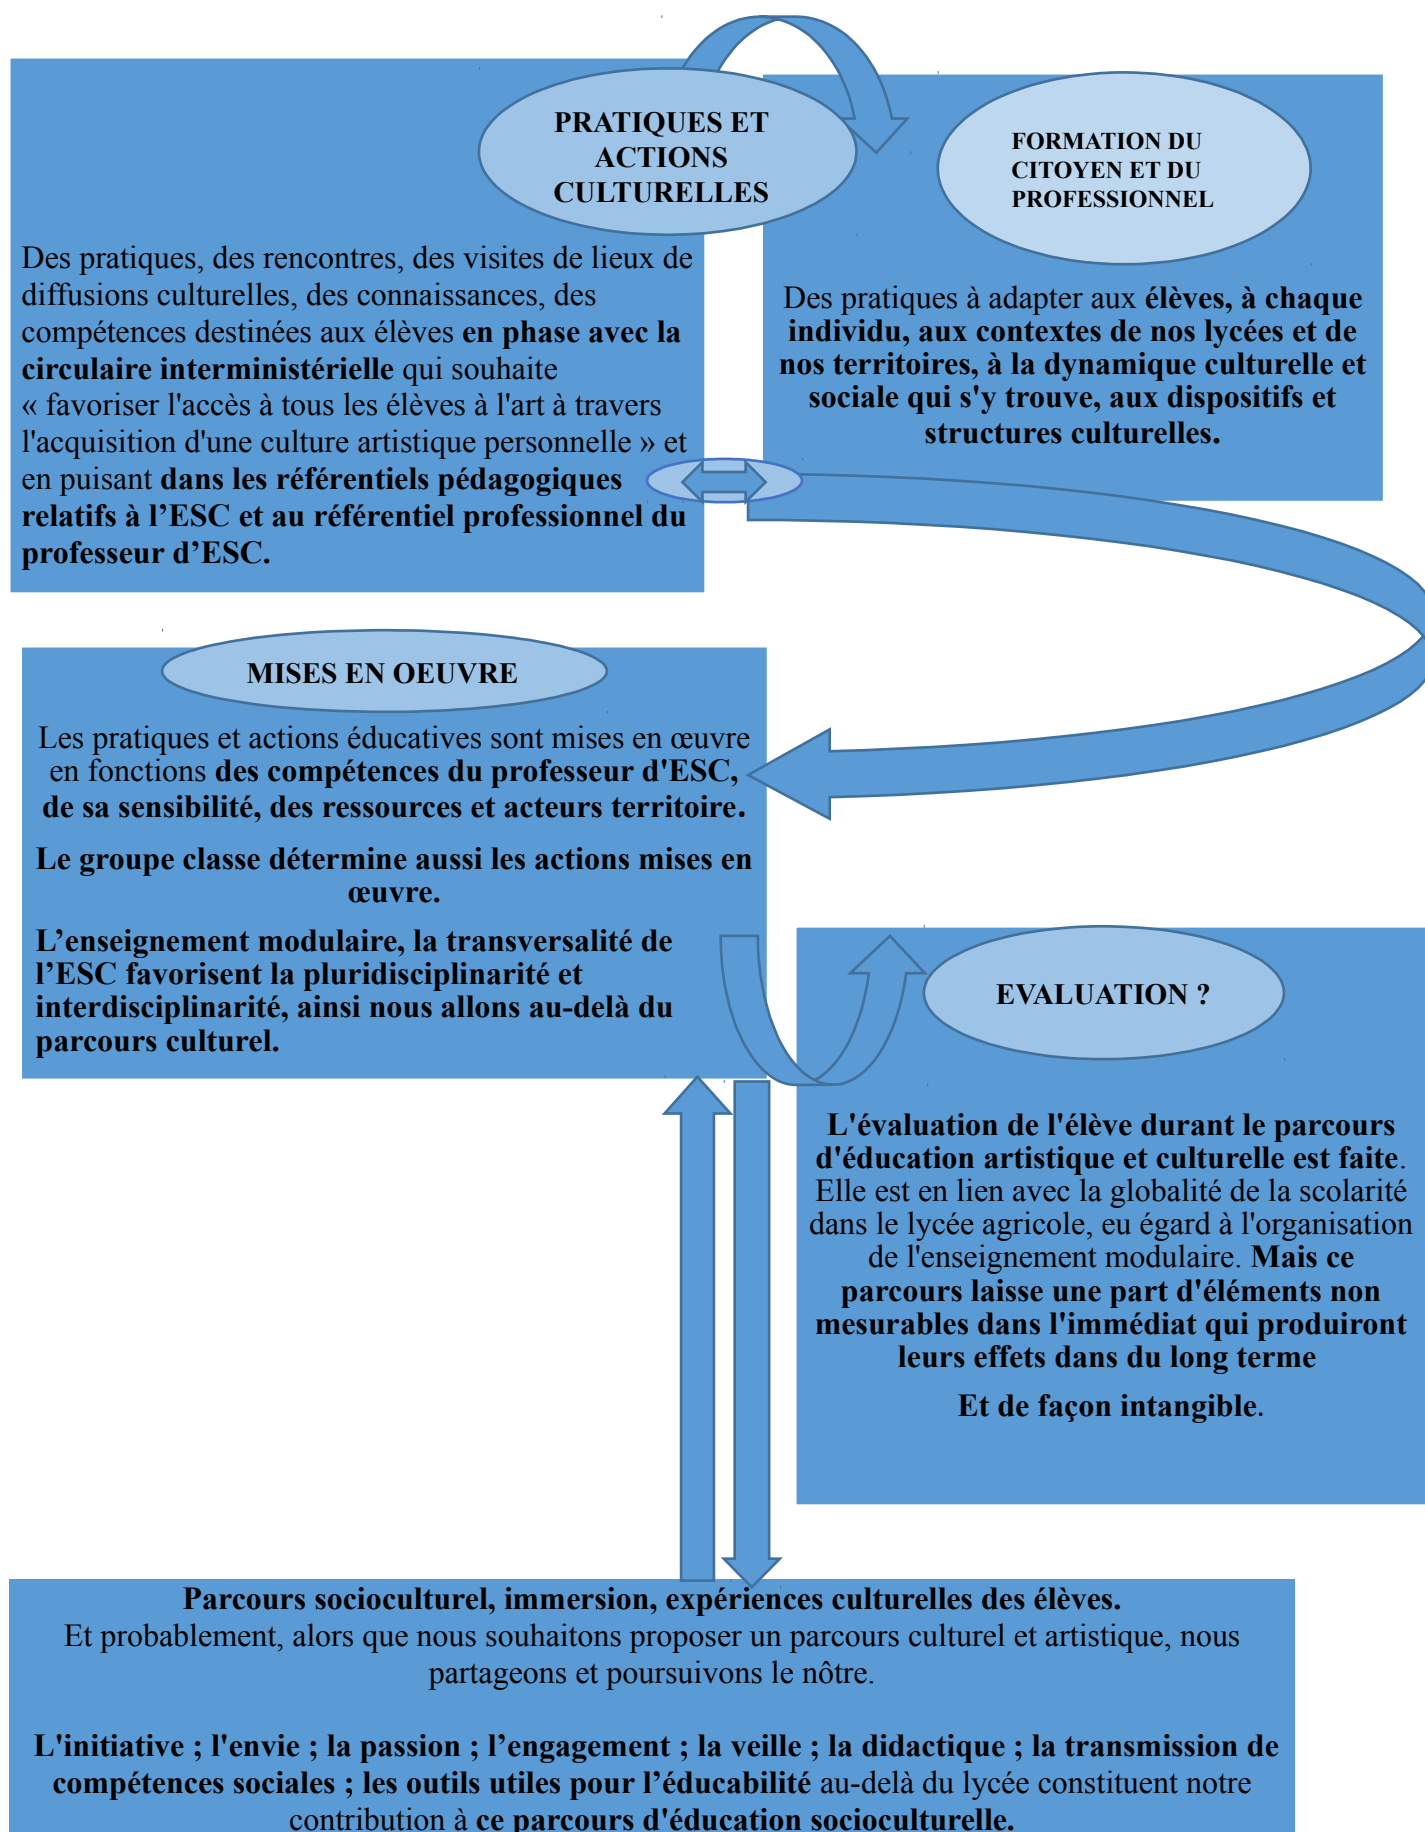 PRATIQUES ET
ACTIONS
CULTURELLES
Des pratiques, des rencontres, des visites de lieux de
diffusions culturelles, des connaissances, des
compétences destinées aux élèves en phase avec la
circulaire interministérielle qui souhaite
« favoriser l'accès à tous les élèves à l'art à travers
l'acquisition d'une culture artistique personnelle » et
en puisant dans les référentiels pédagogiques
relatifs à l’ESC et au référentiel professionnel du
professeur d’ESC.
FORMATION DU
CITOYEN ET DU
PROFESSIONNEL
Des pratiques à adapter aux élèves, à chaque
individu, aux contextes de nos lycées et de
nos territoires, à la dynamique culturelle et
sociale qui s'y trouve, aux dispositifs et
structures culturelles.
MISES EN OEUVRE
Les pratiques et actions éducatives sont mises en œuvre
en fonctions des compétences du professeur d'ESC,
de sa sensibilité, des ressources et acteurs territoire.
Le groupe classe détermine aussi les actions mises en
œuvre.
L’enseignement modulaire, la transversalité de
l’ESC favorisent la pluridisciplinarité et
interdisciplinarité, ainsi nous allons au-delà du
parcours culturel.
EVALUATION ?
L'évaluation de l'élève durant le parcours
d'éducation artistique et culturelle est faite.
Elle est en lien avec la globalité de la scolarité
dans le lycée agricole, eu égard à l'organisation
de l'enseignement modulaire. Mais ce
parcours laisse une part d'éléments non
mesurables dans l'immédiat qui produiront
leurs effets dans du long terme
Et de façon intangible.
Parcours socioculturel, immersion, expériences culturelles des élèves.
Et probablement, alors que nous souhaitons proposer un parcours culturel et artistique, nous
partageons et poursuivons le nôtre.
L'initiative ; l'envie ; la passion ; l’engagement ; la veille ; la didactique ; la transmission de
compétences sociales ; les outils utiles pour l’éducabilité au-delà du lycée constituent notre
contribution à ce parcours d'éducation socioculturelle.